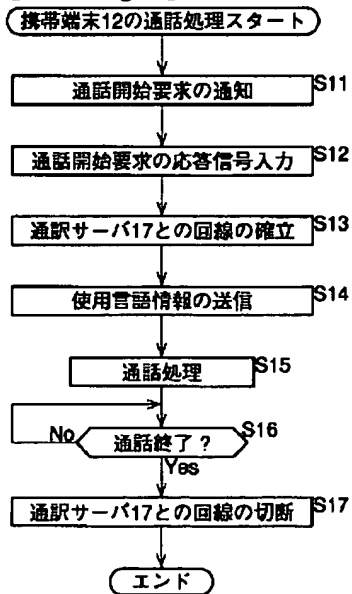 携帯端末12の通話処理スタート
通話開始要求の通知 S11
通話開始要求の応答信号入力 S12
通訳サーバ17との回線の確立 S13
使用言語情報の送信 S14
通話処理 S15
No 通話終了？ S16
Yes
通訳サーバ17との回線の切断 S17
エンド